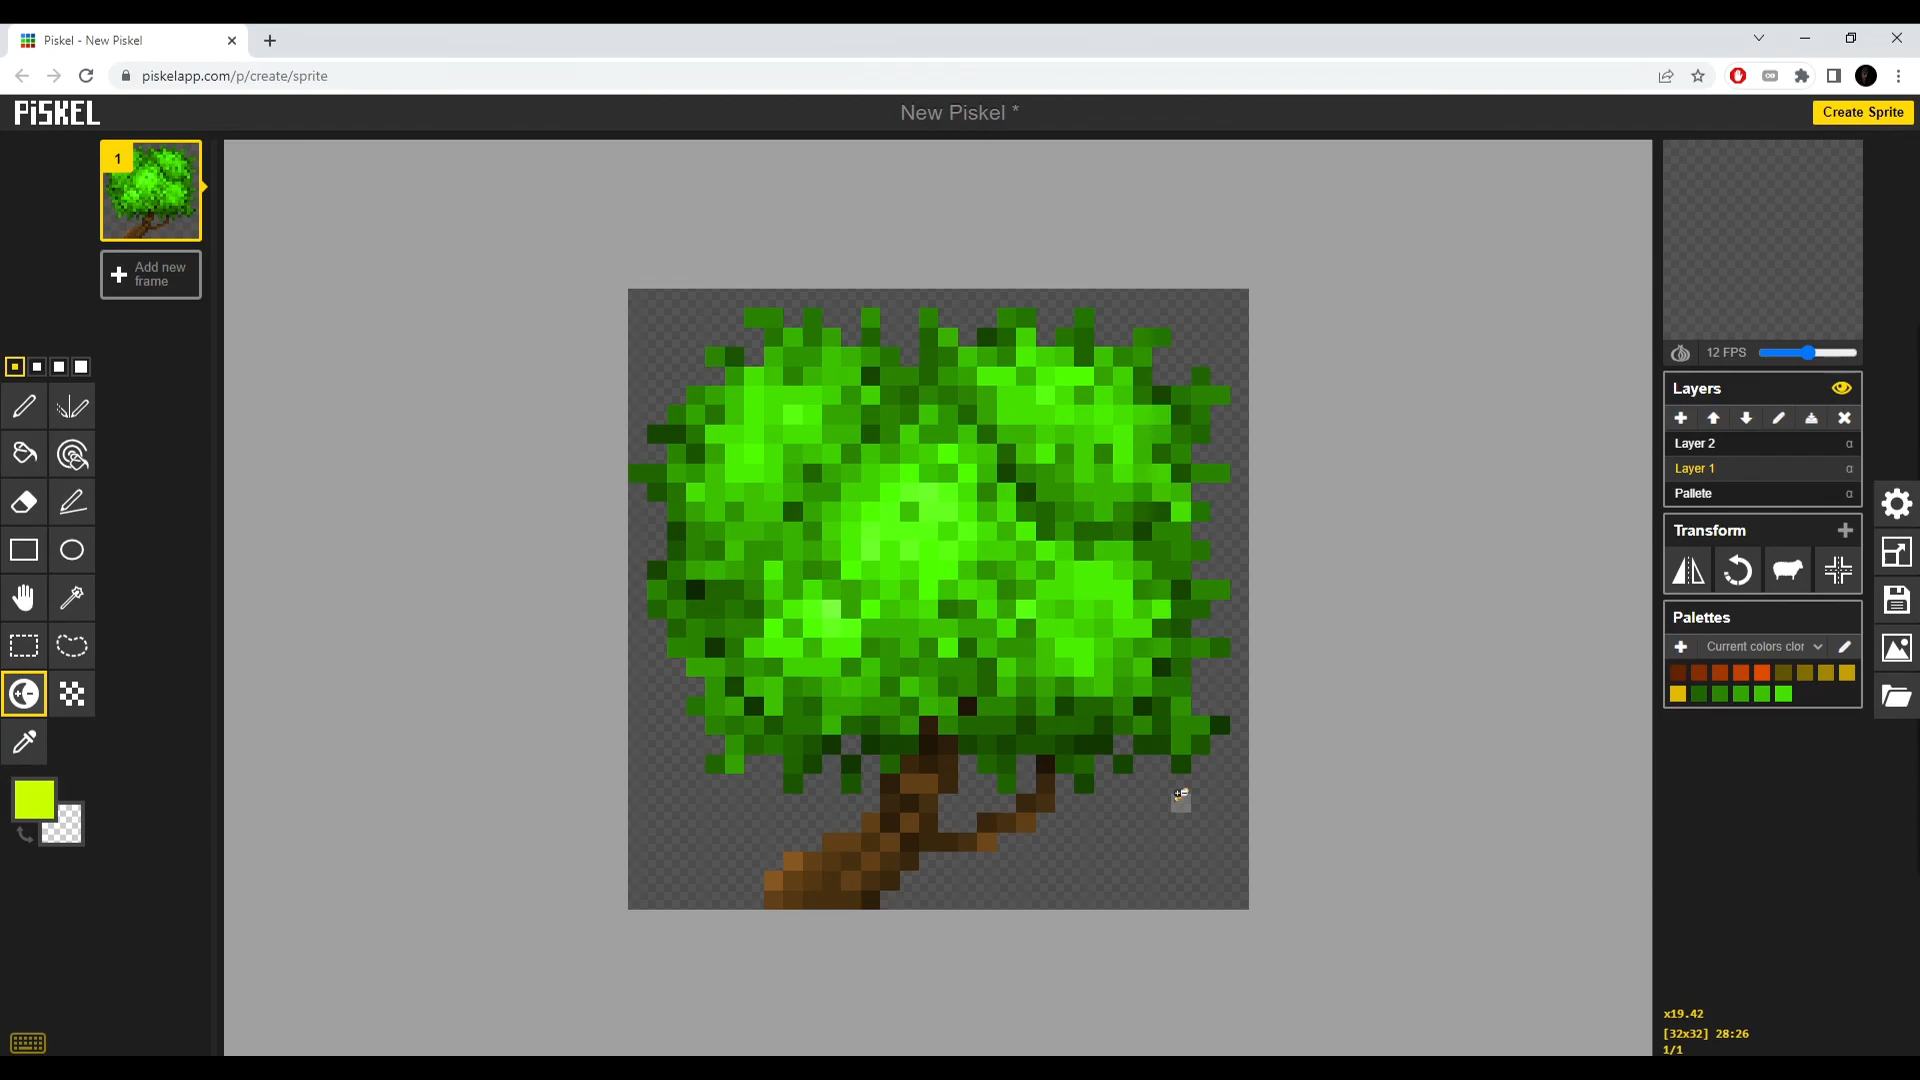 Piskel - New Piskel
piskelapp.com/p/create/sprite
PiSKEL
New Piskel *
Create Sprite
1
Add new
frame
12 FPS
Layers
Layer 2
α
Layer 1
α
Pallete
α
Transform
Palettes
Current colors clor
x19.42
[32x32] 28:26
1/1